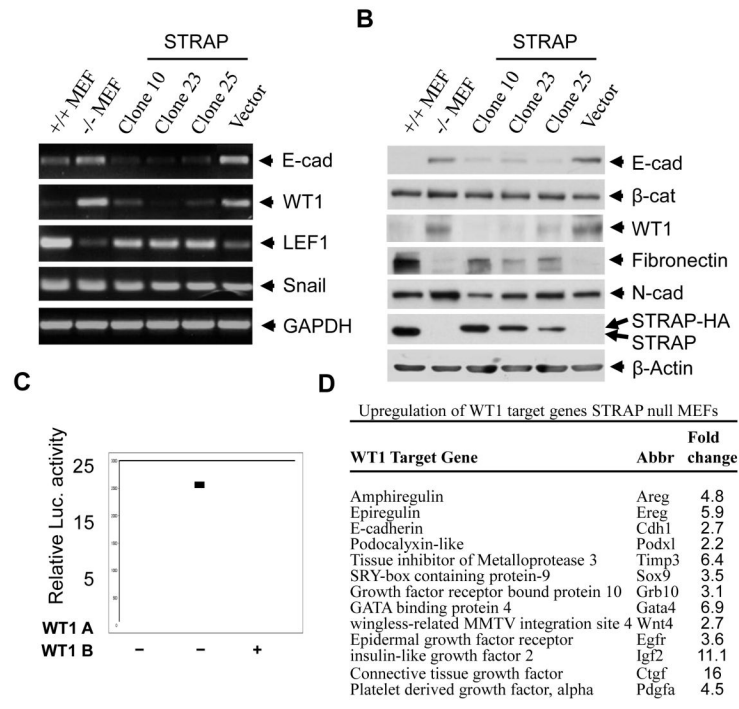 STRAP
+/+ MEF
-/- MEF
Clone 10
Clone 23
Clone 25
Vector
E-cad
WT1
LEF1
Snail
GAPDH
B
STRAP
+/+ MEF
-/- MEF
Clone 10
Clone 23
Clone 25
Vector
E-cad
β-cat
WT1
Fibronectin
N-cad
STRAP-HA
STRAP
β-Actin
C
Relative Luc. activity
25
15
5
WT1 A
WT1 B – – +
D
Upregulation of WT1 target genes STRAP null MEFs
WT1 Target Gene Abbr Fold change
Amphiregulin Areg 4.8
Epiregulin Ereg 5.9
E-cadherin Cdh1 2.7
Podocalyxin-like Podxl 2.2
Tissue inhibitor of Metalloprotease 3 Timp3 6.4
SRY-box containing protein-9 Sox9 3.5
Growth factor receptor bound protein 10 Grb10 3.1
GATA binding protein 4 Gata4 6.9
wingless-related MMTV integration site 4 Wnt4 2.7
Epidermal growth factor receptor Egfr 3.6
insulin-like growth factor 2 Igf2 11.1
Connective tissue growth factor Ctgf 16
Platelet derived growth factor, alpha Pdgfa 4.5